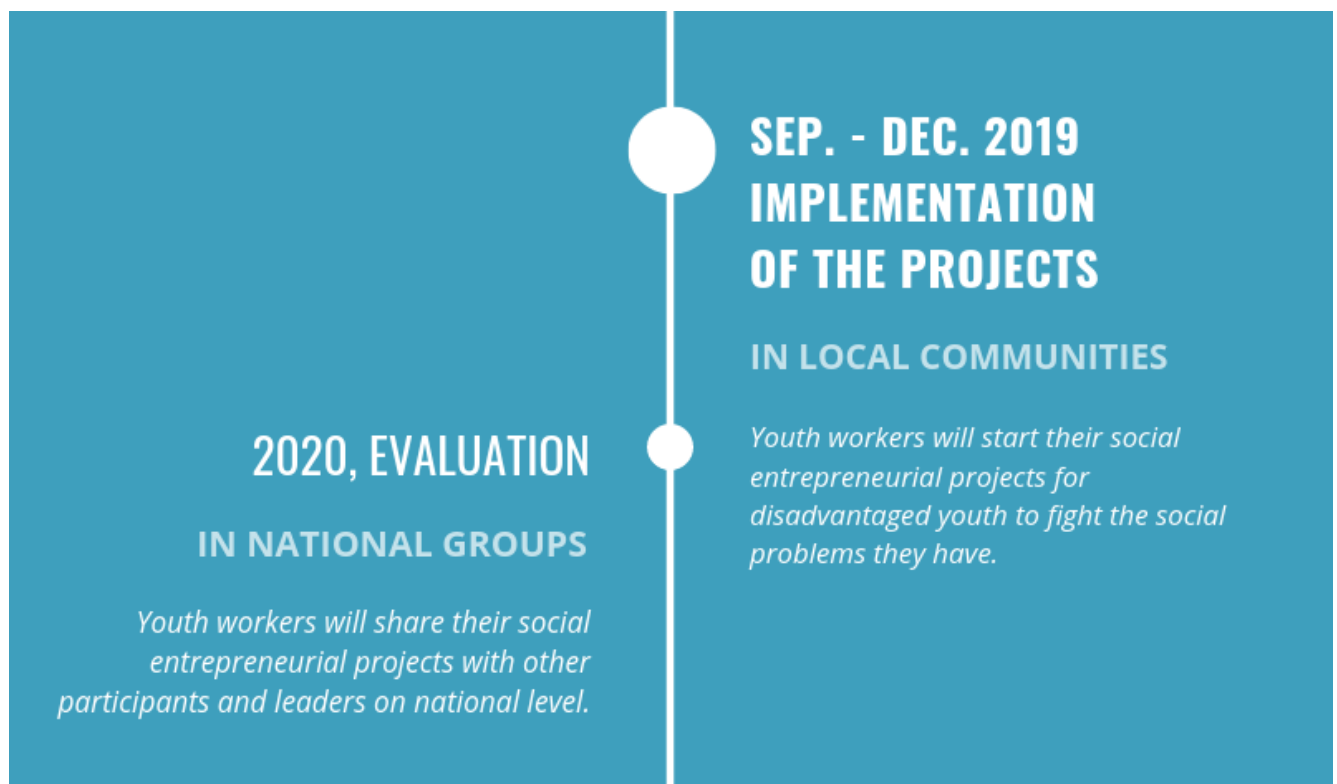 SEP. - DEC. 2019
IMPLEMENTATION
OF THE PROJECTS
IN LOCAL COMMUNITIES
Youth workers will start their social
entrepreneurial projects for
disadvantaged youth to fight the social
problems they have.
2020, EVALUATION
IN NATIONAL GROUPS
Youth workers will share their social
entrepreneurial projects with other
participants and leaders on national level.